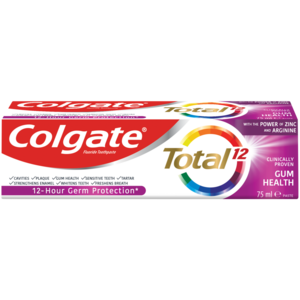 Colgate®
Fluoride Toothpaste
Total 12
WITH THE POWER OF ZINC
AND ARGININE
CLINICALLY
PROVEN
GUM
HEALTH
✓CAVITIES ✓PLAQUE ✓GUM HEALTH ✓SENSITIVE TEETH ✓TARTAR
✓STRENGTHENS ENAMEL ✓WHITENS TEETH ✓FRESHENS BREATH
12-Hour Germ Protection*
75 ml e